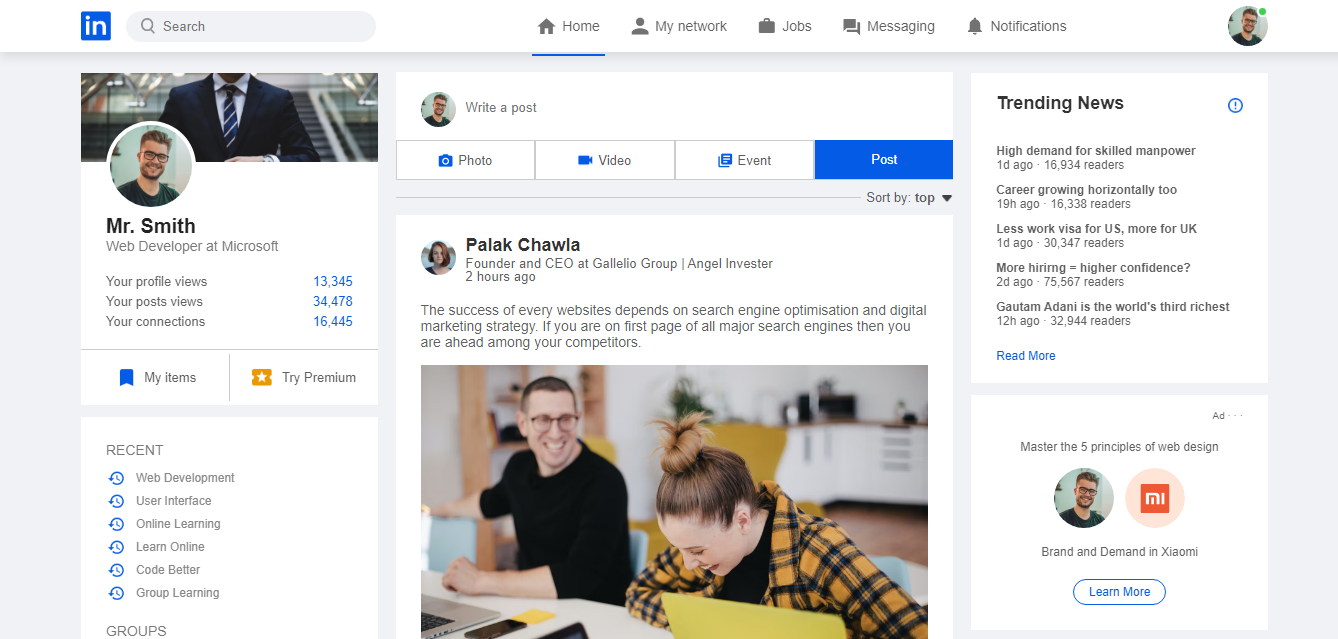 in
Search
Home
My network
Jobs
Messaging
Notifications
Mr. Smith
Web Developer at Microsoft
Your profile views 13,345
Your posts views 34,478
Your connections 16,445
My items
Try Premium
RECENT
Web Development
User Interface
Online Learning
Learn Online
Code Better
Group Learning
GROUPS
Write a post
Photo
Video
Event
Post
Sort by: top
Palak Chawla
Founder and CEO at Gallelio Group | Angel Invester
2 hours ago
The success of every websites depends on search engine optimisation and digital
marketing strategy. If you are on first page of all major search engines then you
are ahead among your competitors.
Trending News
High demand for skilled manpower
1d ago · 16,934 readers
Career growing horizontally too
19h ago · 16,338 readers
Less work visa for US, more for UK
1d ago · 30,347 readers
More hirirng = higher confidence?
2d ago · 75,567 readers
Gautam Adani is the world's third richest
12h ago · 32,944 readers
Read More
Ad · · ·
Master the 5 principles of web design
mi
Brand and Demand in Xiaomi
Learn More